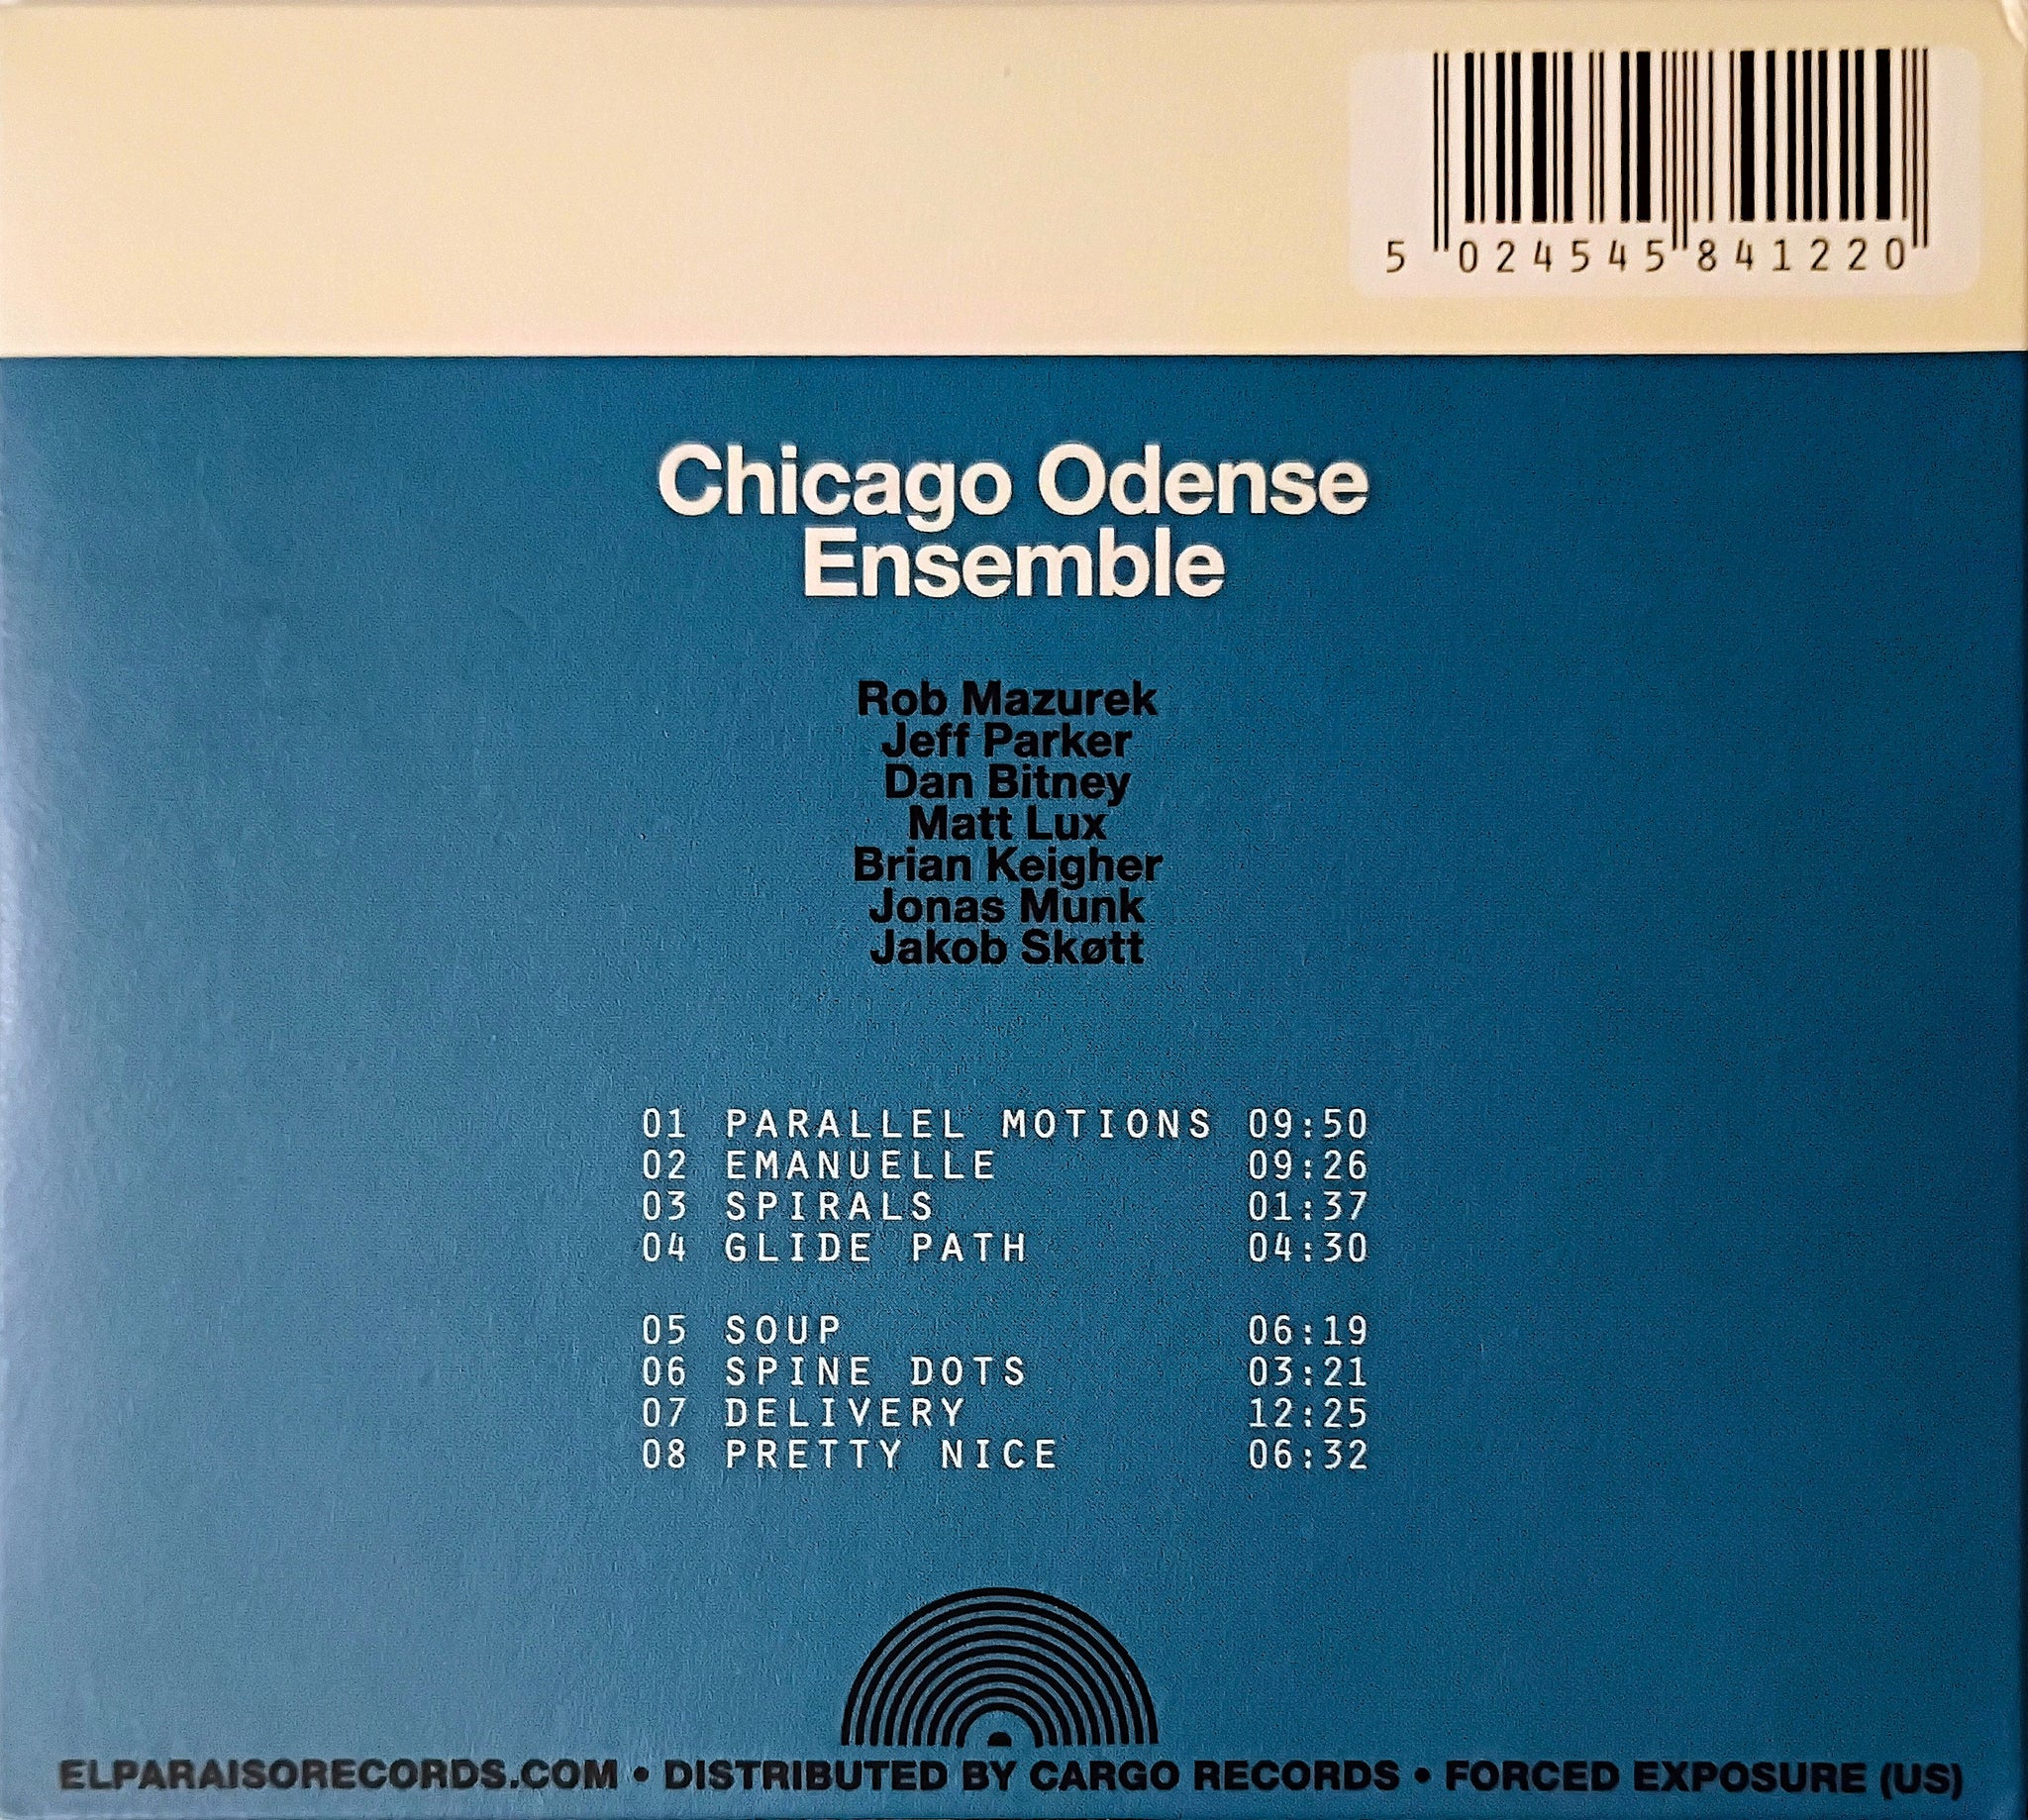 5 024545 841220
Chicago Odense
Ensemble
Rob Mazurek
Jeff Parker
Dan Bitney
Matt Lux
Brian Keigher
Jonas Munk
Jakob Skøtt
01 PARALLEL MOTIONS 09:50
02 EMANUELLE 09:26
03 SPIRALS 01:37
04 GLIDE PATH 04:30
05 SOUP 06:19
06 SPINE DOTS 03:21
07 DELIVERY 12:25
08 PRETTY NICE 06:32
ELPARAISORECORDS.COM • DISTRIBUTED BY CARGO RECORDS • FORCED EXPOSURE (US)